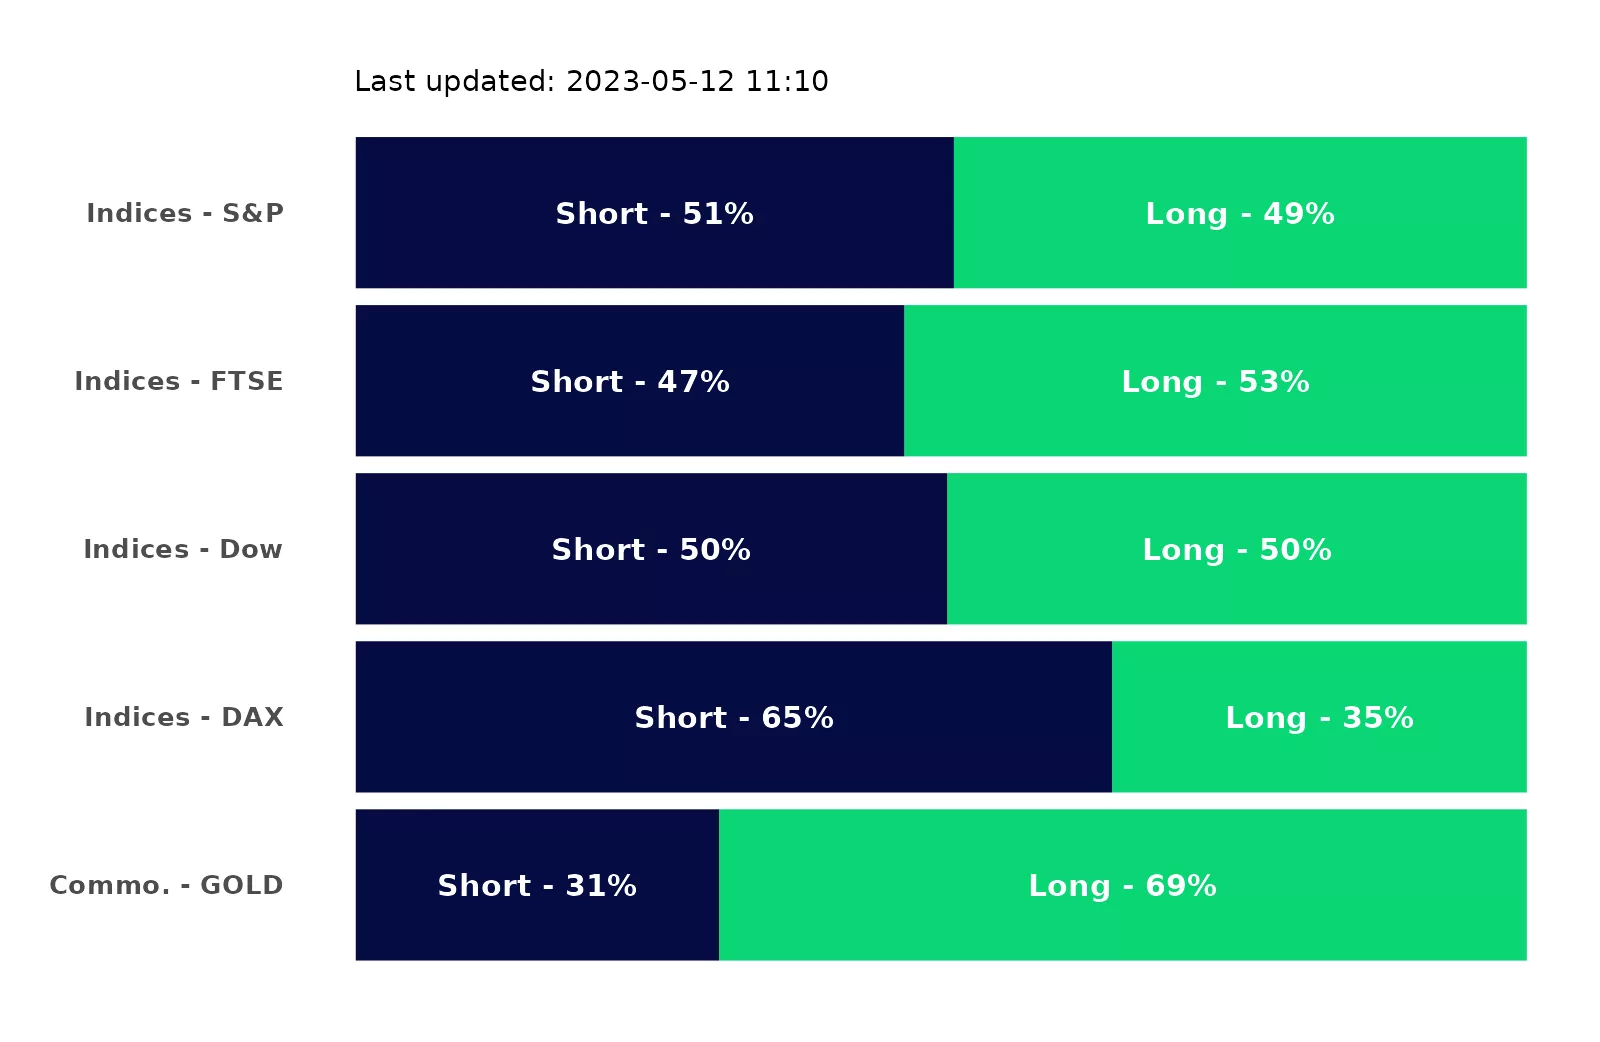 Last updated: 2023-05-12 11:10
Indices - S&P Short - 51% Long - 49%
Indices - FTSE Short - 47% Long - 53%
Indices - Dow Short - 50% Long - 50%
Indices - DAX Short - 65% Long - 35%
Commo. - GOLD Short - 31% Long - 69%